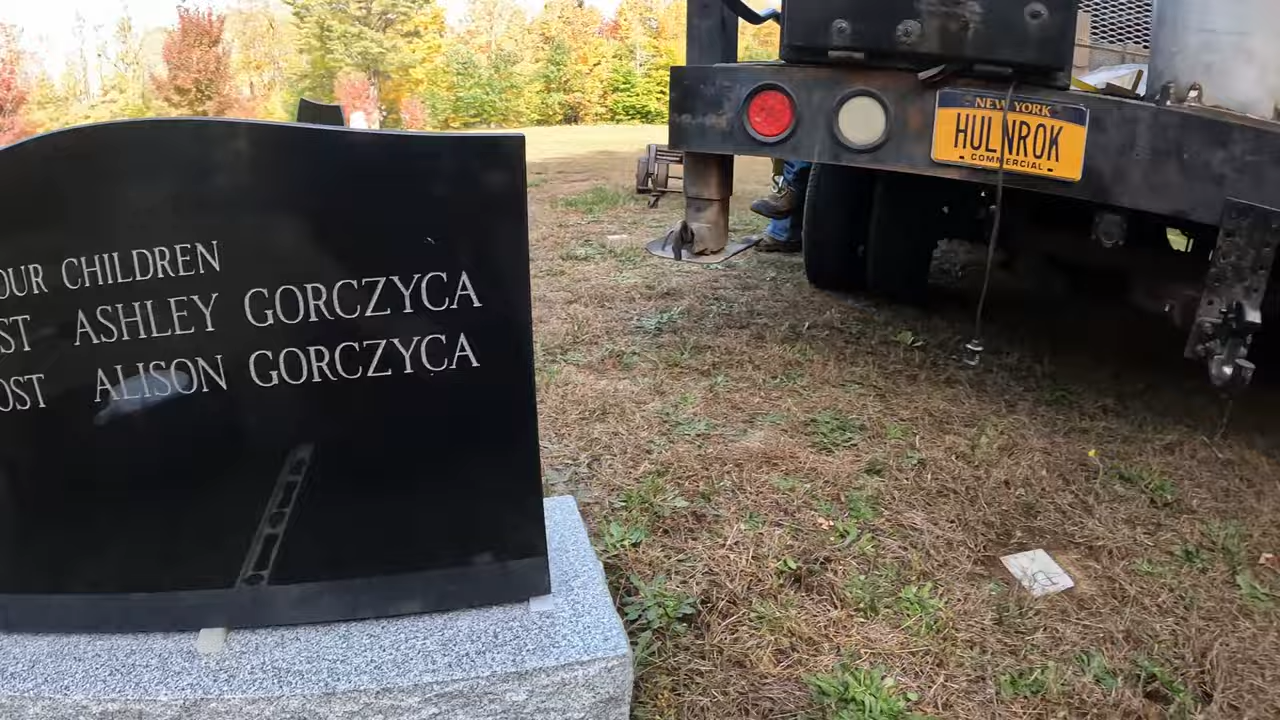 OUR CHILDREN
ST ASHLEY GORCZYCA
OST ALISON GORCZYCA
NEW YORK
HULNROK
COMMERCIAL